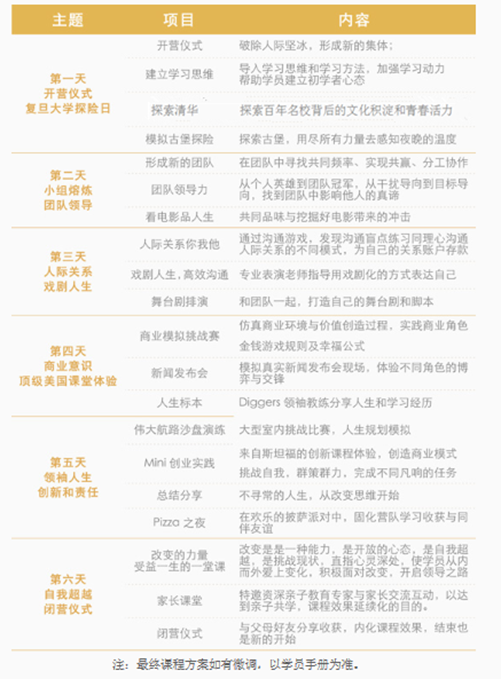 主题 项目 内容
第一天
开营仪式
复旦大学探险日
开营仪式 破除人际坚冰，形成新的集体；
建立学习思维 导入学习思维和学习方法，加强学习动力
帮助学员建立初学者心态
探索清华 探索百年名校背后的文化积淀和青春活力
模拟古堡探险 探索古堡，用尽所有力量去感知夜晚的温度
第二天
小组熔炼
团队领导
形成新的团队 在团队中寻找共同频率、实现共赢、分工协作
团队领导力 从个人英雄到团队冠军，从干扰导向到目标导
向，找到团队中影响他人的真谛
看电影品人生 共同品味与挖掘好电影带来的冲击
第三天
人际关系
戏剧人生
人际关系你我他 通过沟通游戏，发现沟通盲点练习同理心沟通
人际关系的不同模式，为自己的关系账户存款
戏剧人生，高效沟通 专业表演老师指导用戏剧化的方式表达自己
舞台剧排演 和团队一起，打造自己的舞台剧和脚本
第四天
商业意识
顶级美国课堂体验
商业模拟挑战赛 仿真商业环境与价值创造过程，实践商业角色
金钱游戏规则及幸福公式
新闻发布会 模拟真实新闻发布会现场，体验不同角色的博
弈与交锋
人生标本 Diggers 领袖教练分享人生和学习经历
第五天
领袖人生
创新和责任
伟大航路沙盘演练 大型室内挑战比赛，人生规划模拟
Mini 创业实践 来自斯坦福的创新课程体验，创造商业模式
挑战自我，群策群力，完成不同凡响的任务
总结分享 不寻常的人生，从改变思维开始
Pizza 之夜 在欢乐的披萨派对中，固化营队学习收获与同
伴友谊
第六天
自我超越
闭营仪式
改变的力量
受益一生的一堂课
改变是是一种能力，是开放的心态，是自我超
越，是挑战现状，直指心灵深处，使学员从内
而外爱上变化，积极面对改变，开启领导之路
家长课堂 特邀资深亲子教育专家与家长交流互动，以达
到亲子共学，课程效果延续化的目的。
闭营仪式 与父母好友分享收获，内化课程效果，结束也
是新的开始
注：最终课程方案如有微调，以学员手册为准。